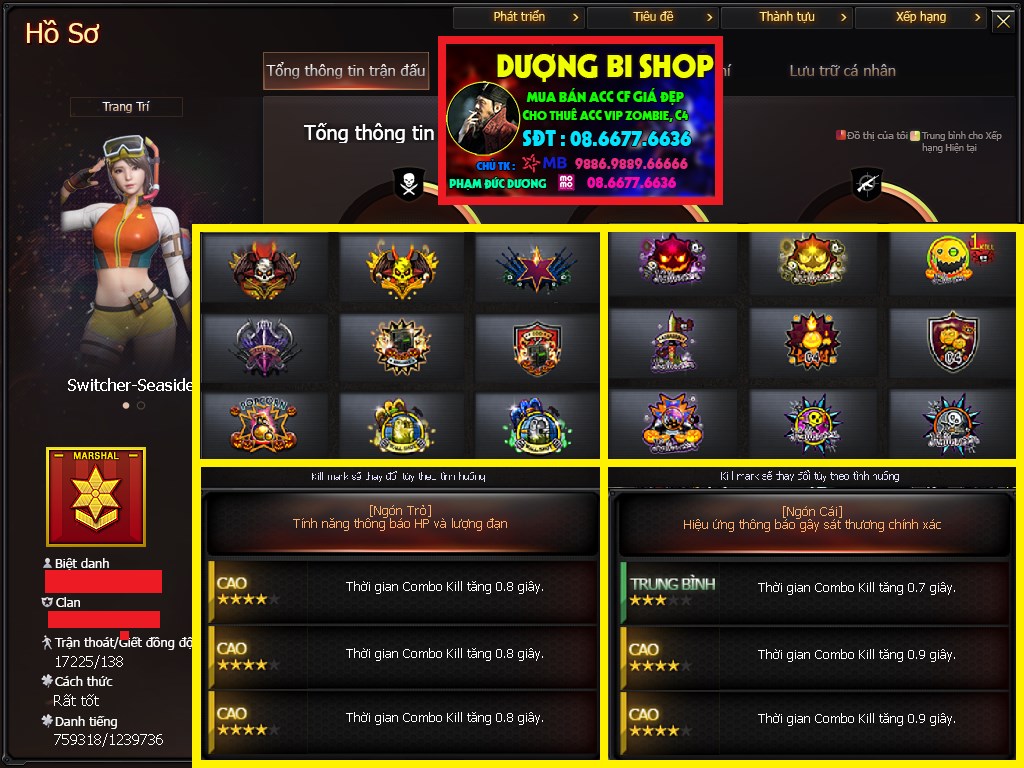 Hồ Sơ
Phát triển
Tiêu đề
Thành tựu
Xếp hạng
Tổng thông tin trận đấu
Lưu trữ cá nhân
Trang Trí
Tổng thông tin
DƯỢNG BI SHOP
MUA BÁN ACC CF GIÁ ĐẸP
CHO THUÊ ACC VIP ZOMBIE, C4
SĐT : 08.6677.6636
CHỦ TK : MB 9886.9889.66666
PHẠM ĐỨC DƯƠNG momo 08.6677.6636
Đồ thị của tôi Trung bình cho Xếp
hạng Hiện tại
1 KILL
C4
C4
Switcher-Seaside
MARSHAL
Biệt danh
Clan
Trận thoát/Giết đồng độ
17225/138
Cách thức
Rất tốt
Danh tiếng
759318/1239736
Kill mark sẽ thay đổi tùy theo tình huống
[Ngón Trỏ]
Tính năng thông báo HP và lượng đạn
CAO
Thời gian Combo Kill tăng 0.8 giây.
CAO
Thời gian Combo Kill tăng 0.8 giây.
CAO
Thời gian Combo Kill tăng 0.8 giây.
Kill mark sẽ thay đổi tùy theo tình huống
[Ngón Cái]
Hiệu ứng thông báo gây sát thương chính xác
TRUNG BÌNH
Thời gian Combo Kill tăng 0.7 giây.
CAO
Thời gian Combo Kill tăng 0.9 giây.
CAO
Thời gian Combo Kill tăng 0.9 giây.